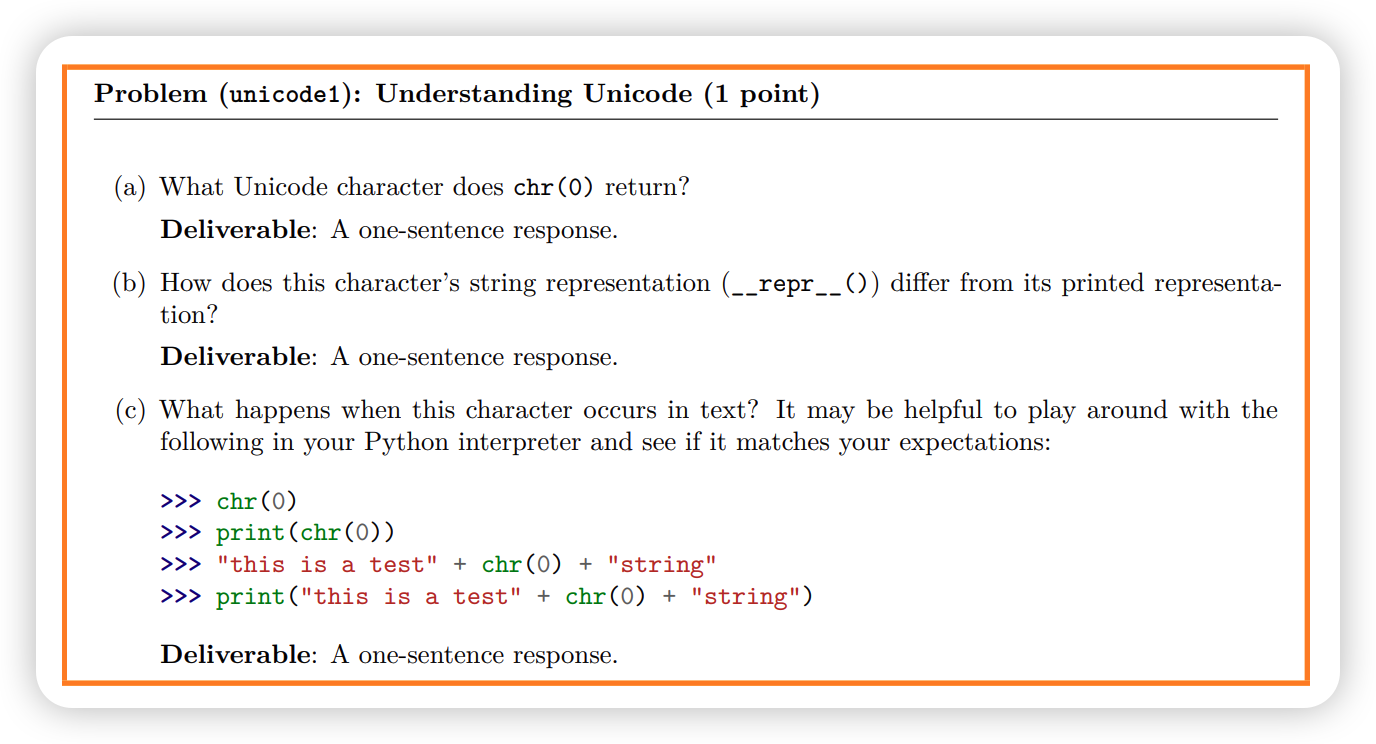 Problem (unicode1): Understanding Unicode (1 point)
(a) What Unicode character does chr(0) return?
Deliverable: A one-sentence response.
(b) How does this character's string representation (__repr__()) differ from its printed representa-
tion?
Deliverable: A one-sentence response.
(c) What happens when this character occurs in text? It may be helpful to play around with the
following in your Python interpreter and see if it matches your expectations:
>>> chr(0)
>>> print(chr(0))
>>> "this is a test" + chr(0) + "string"
>>> print("this is a test" + chr(0) + "string")
Deliverable: A one-sentence response.